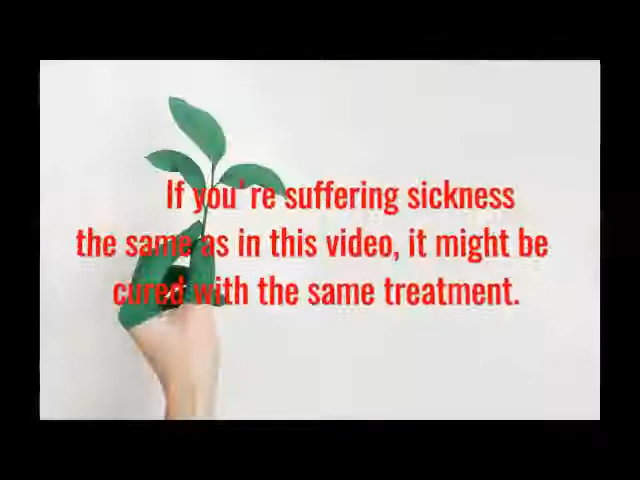 If you're suffering sickness
the same as in this video, it might be
cured with the same treatment.